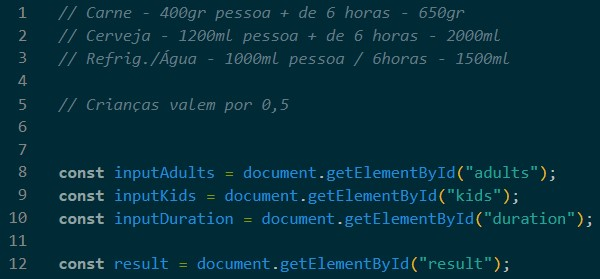 1 // Carne - 400gr pessoa + de 6 horas - 650gr
2 // Cerveja - 1200ml pessoa + de 6 horas - 2000ml
3 // Refrig./Água - 1000ml pessoa / 6horas - 1500ml
4
5 // Crianças valem por 0,5
6
7
8 const inputAdults = document.getElementById("adults");
9 const inputKids = document.getElementById("kids");
10 const inputDuration = document.getElementById("duration");
11
12 const result = document.getElementById("result");